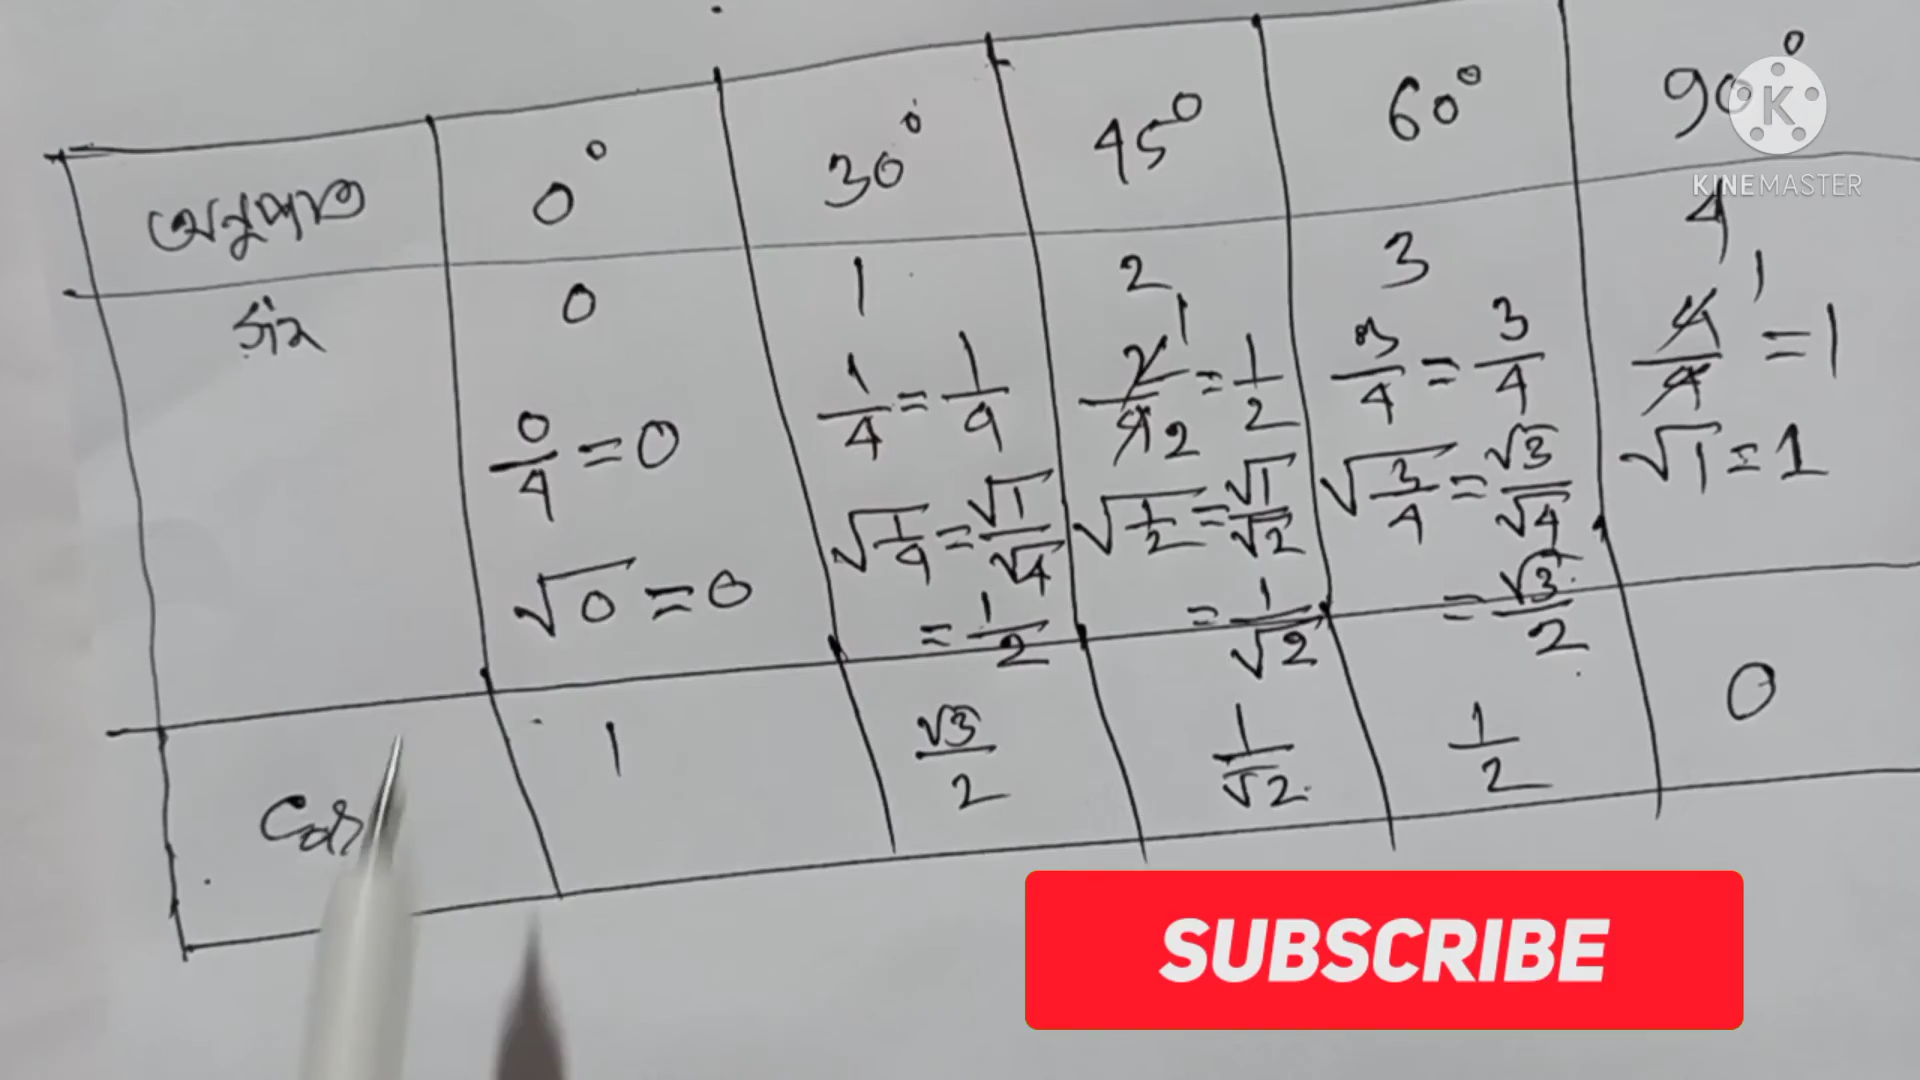 অনুপাত 0° 30° 45° 60° 90°
0 1 2 3 4
0/4 = 0 1/4 = 1/4 2/4 = 1/2 3/4 = 3/4 4/4 = 1
√0 = 0 √1/4 = √1/√4 √1/2 = √1/√2 √3/4 = √3/√4 √1 = 1
= 1/2 = 1/√2 = √3/2
Cos 1 √3/2 1/√2 1/2 0
KINEMASTER
SUBSCRIBE